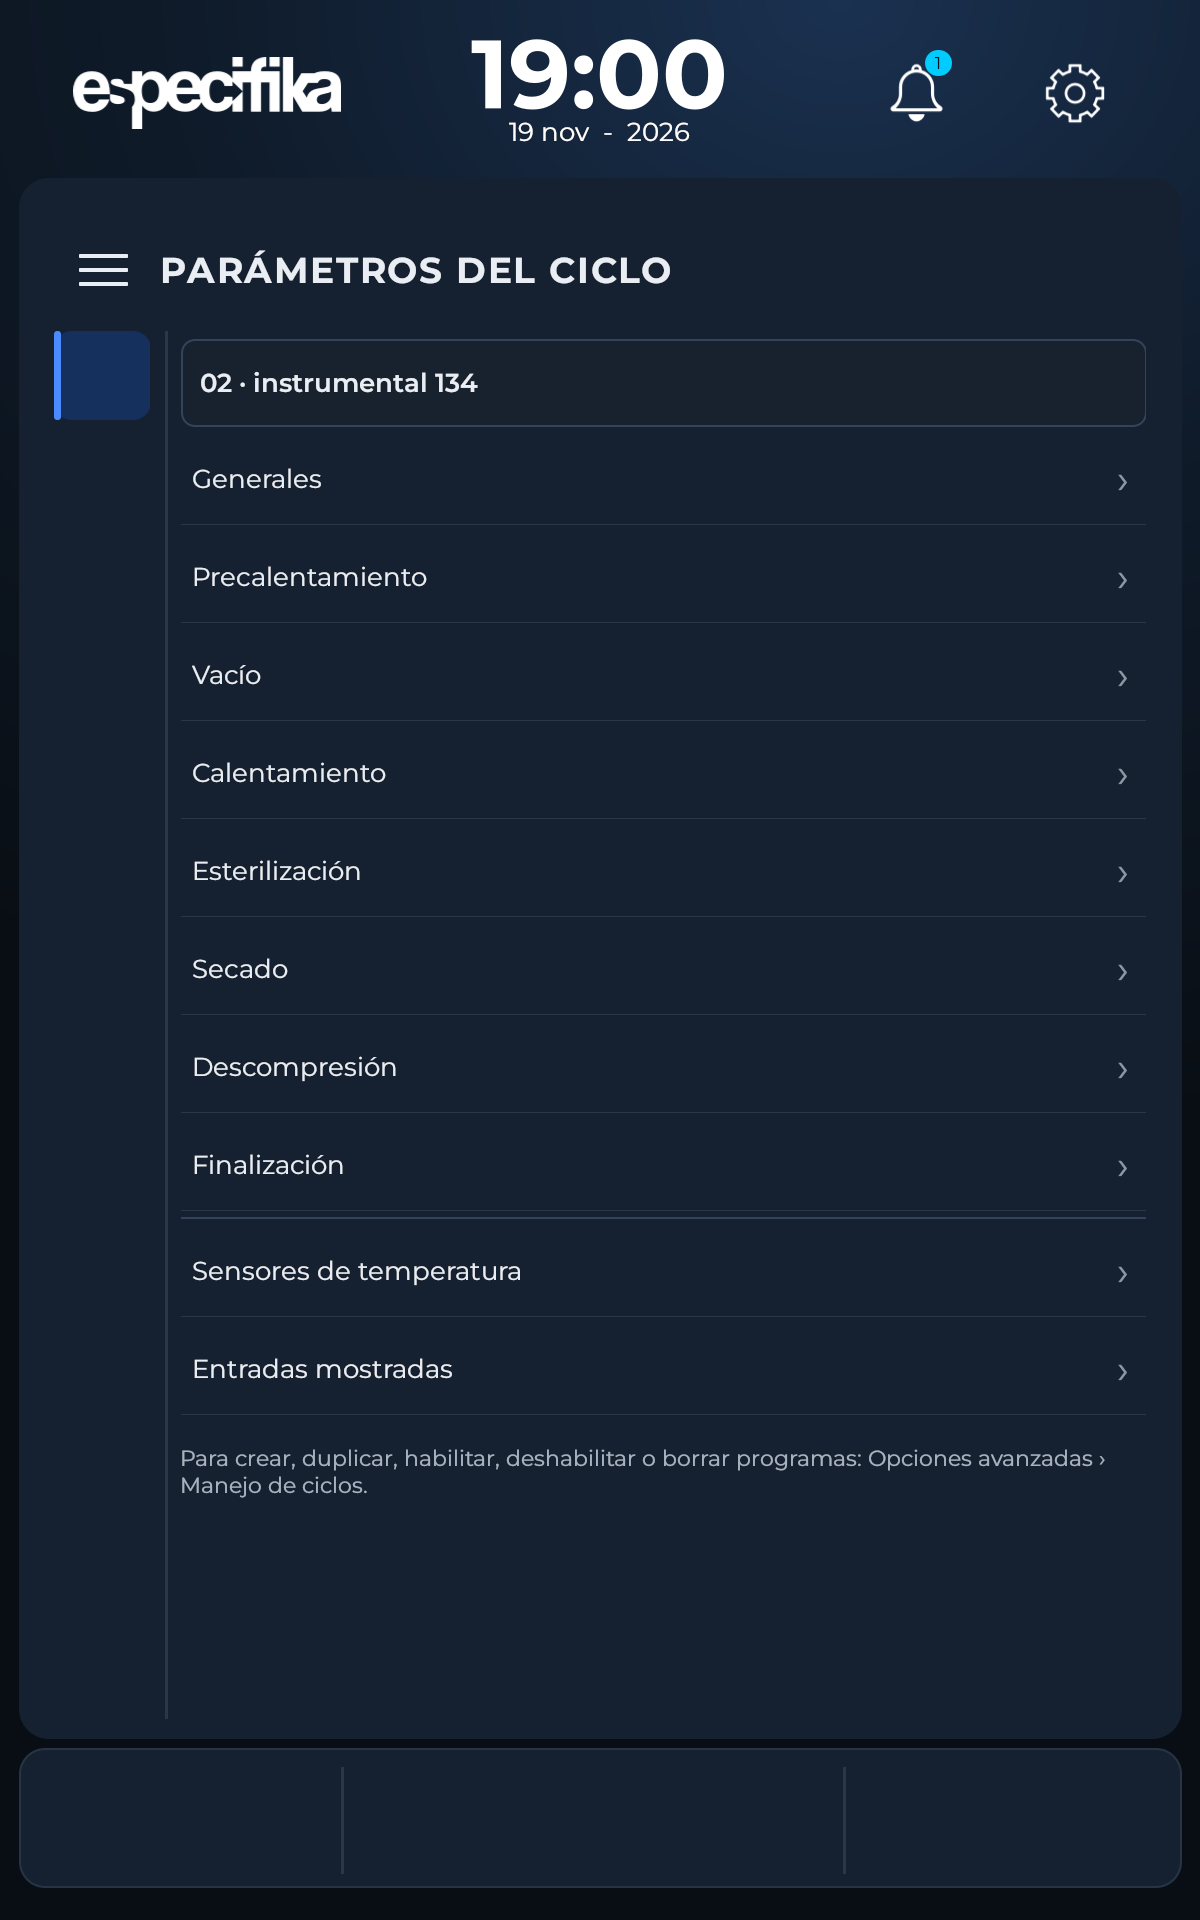 especifika
19:00
1
19 nov - 2026
PARÁMETROS DEL CICLO
02 · instrumental 134
Generales ›
Precalentamiento ›
Vacío ›
Calentamiento ›
Esterilización ›
Secado ›
Descompresión ›
Finalización ›
Sensores de temperatura ›
Entradas mostradas ›
Para crear, duplicar, habilitar, deshabilitar o borrar programas: Opciones avanzadas ›
Manejo de ciclos.